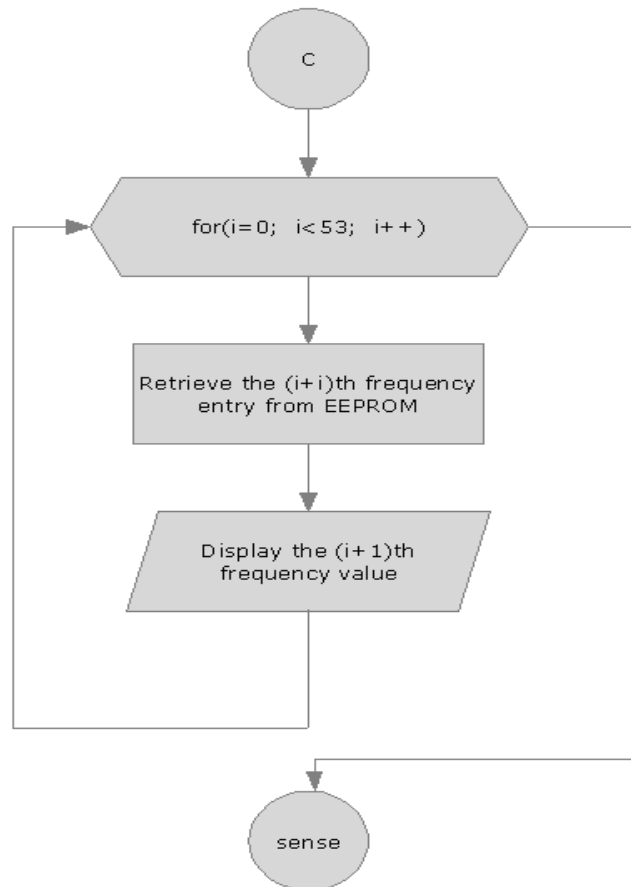 C
for(i=0; i<53; i++)
Retrieve the (i+i)th frequency
entry from EEPROM
Display the (i+1)th
frequency value
sense